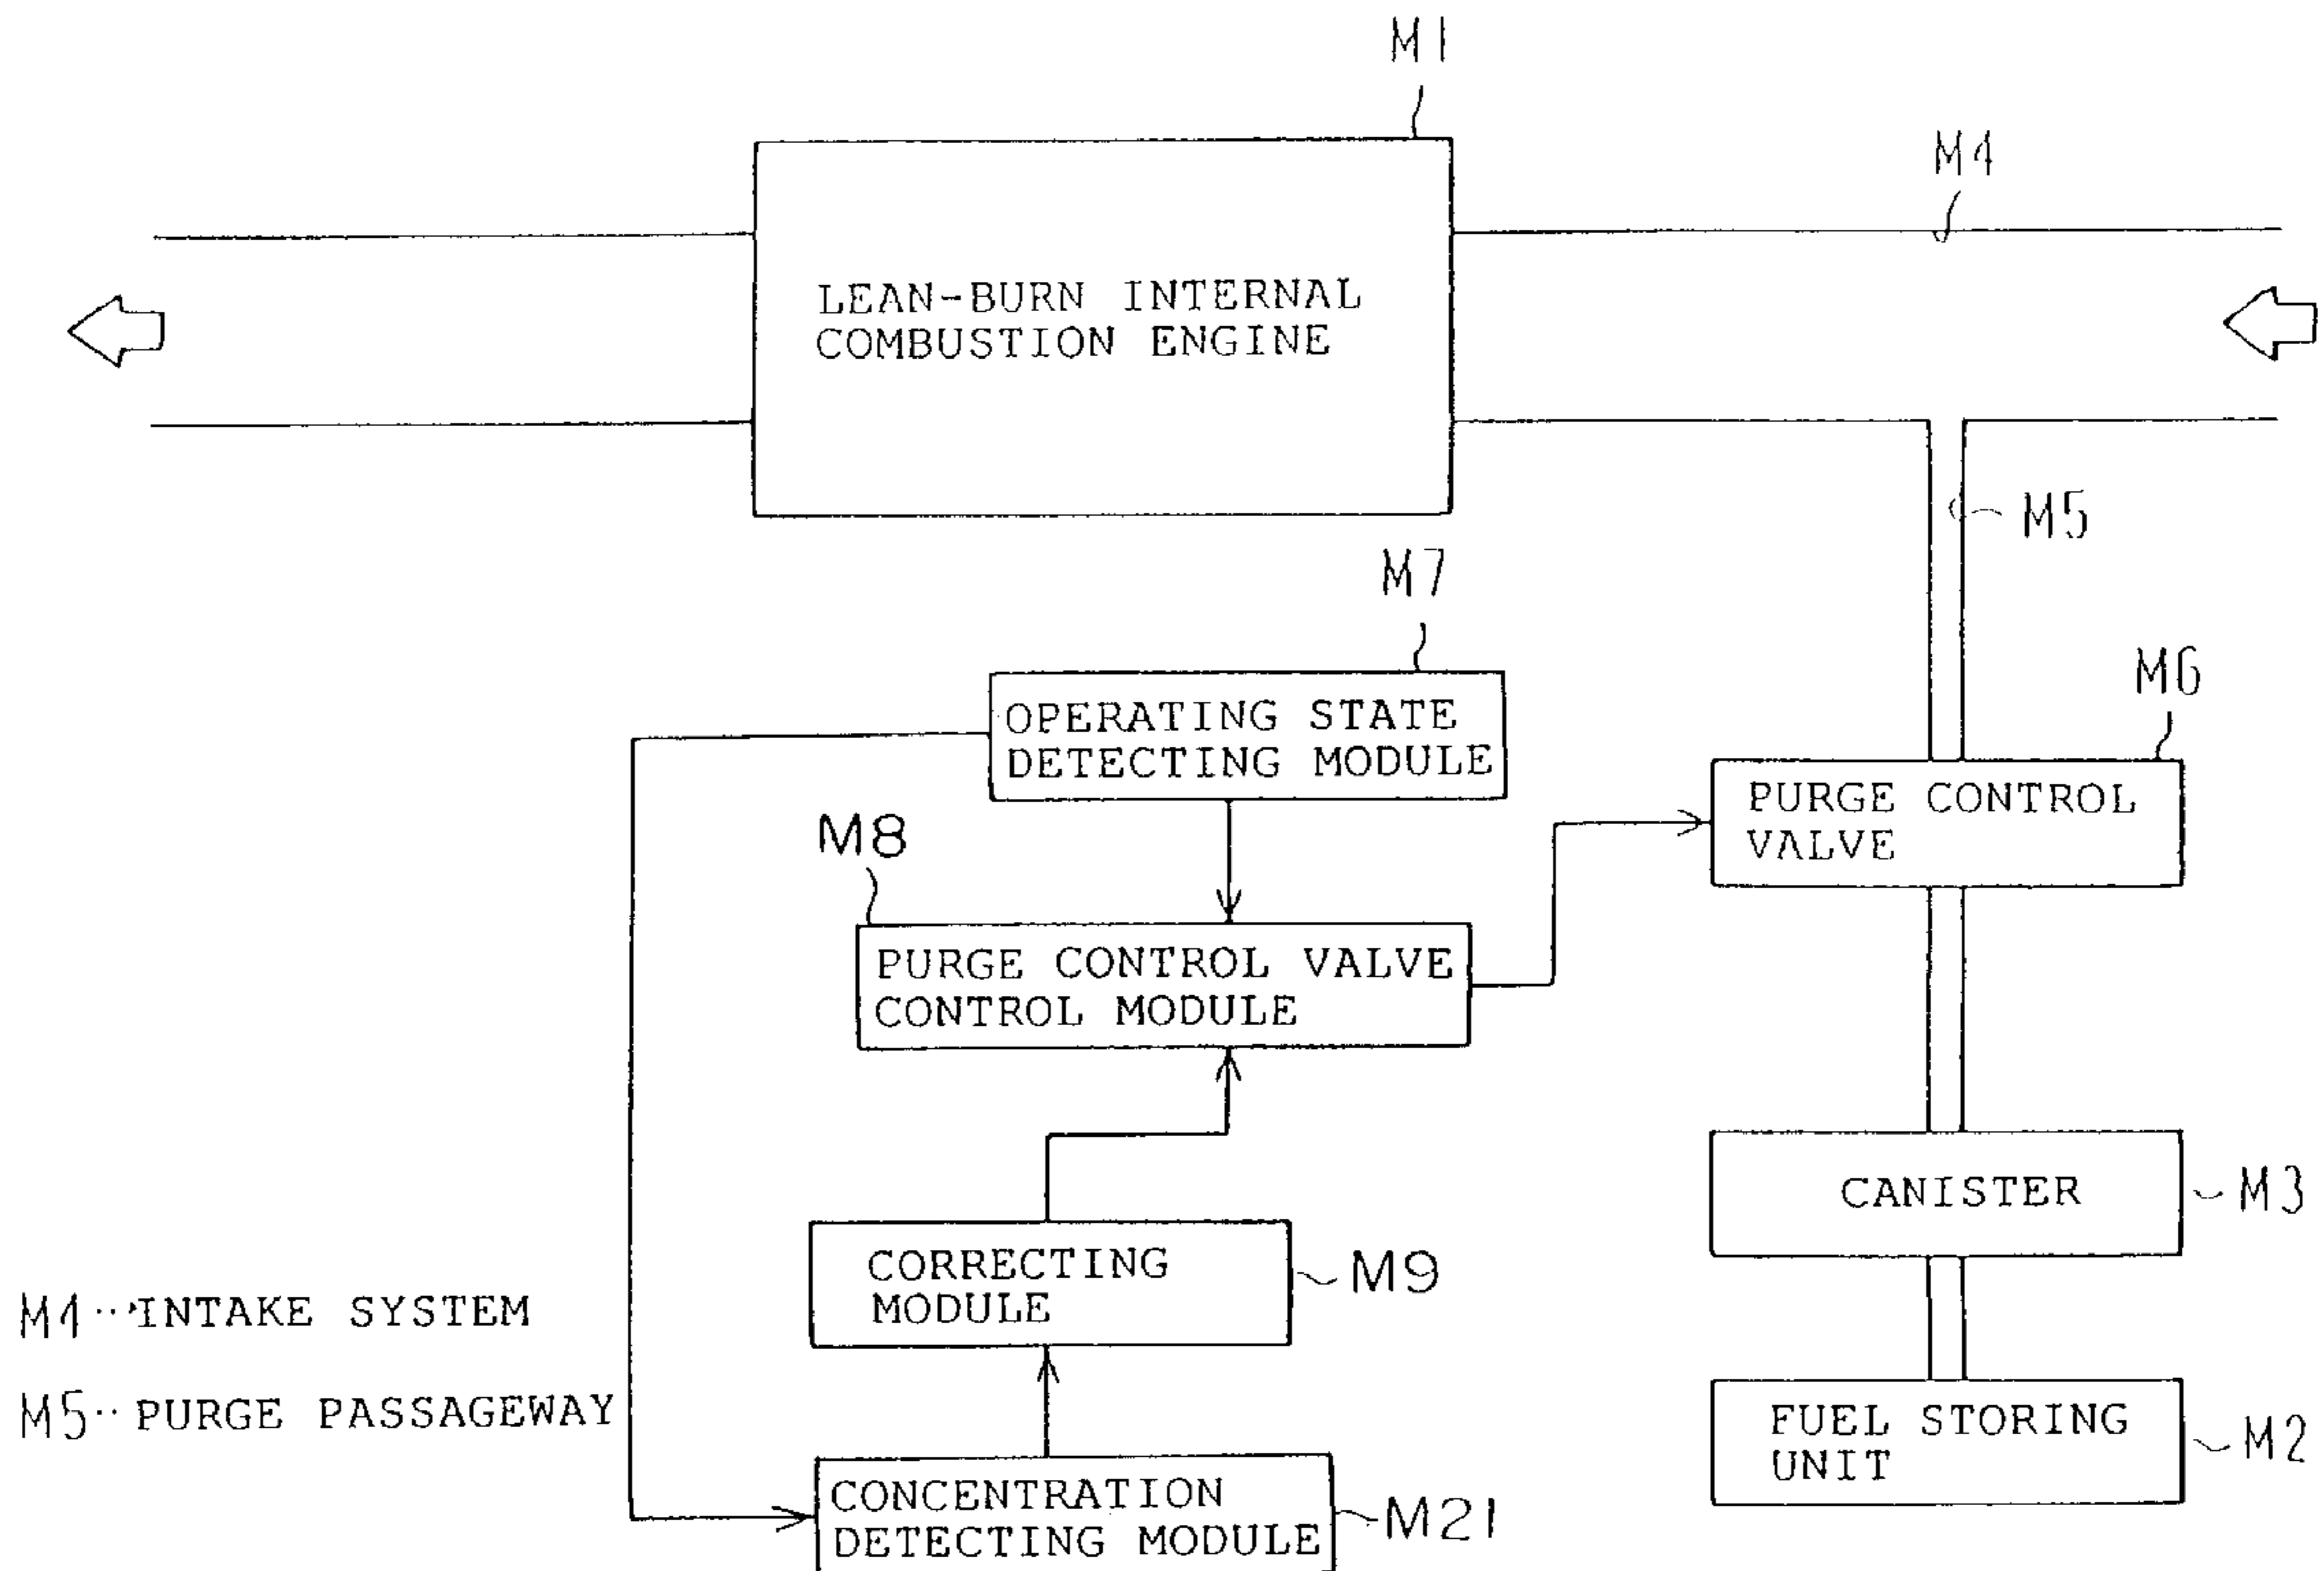 M1
M4
LEAN-BURN INTERNAL
COMBUSTION ENGINE
M5
M7
M6
OPERATING STATE
DETECTING MODULE
PURGE CONTROL
VALVE
M8
PURGE CONTROL VALVE
CONTROL MODULE
CANISTER
M3
CORRECTING
MODULE
M9
M4··· INTAKE SYSTEM
M5·· PURGE PASSAGEWAY
FUEL STORING
UNIT
M2
CONCENTRATION
DETECTING MODULE
M21